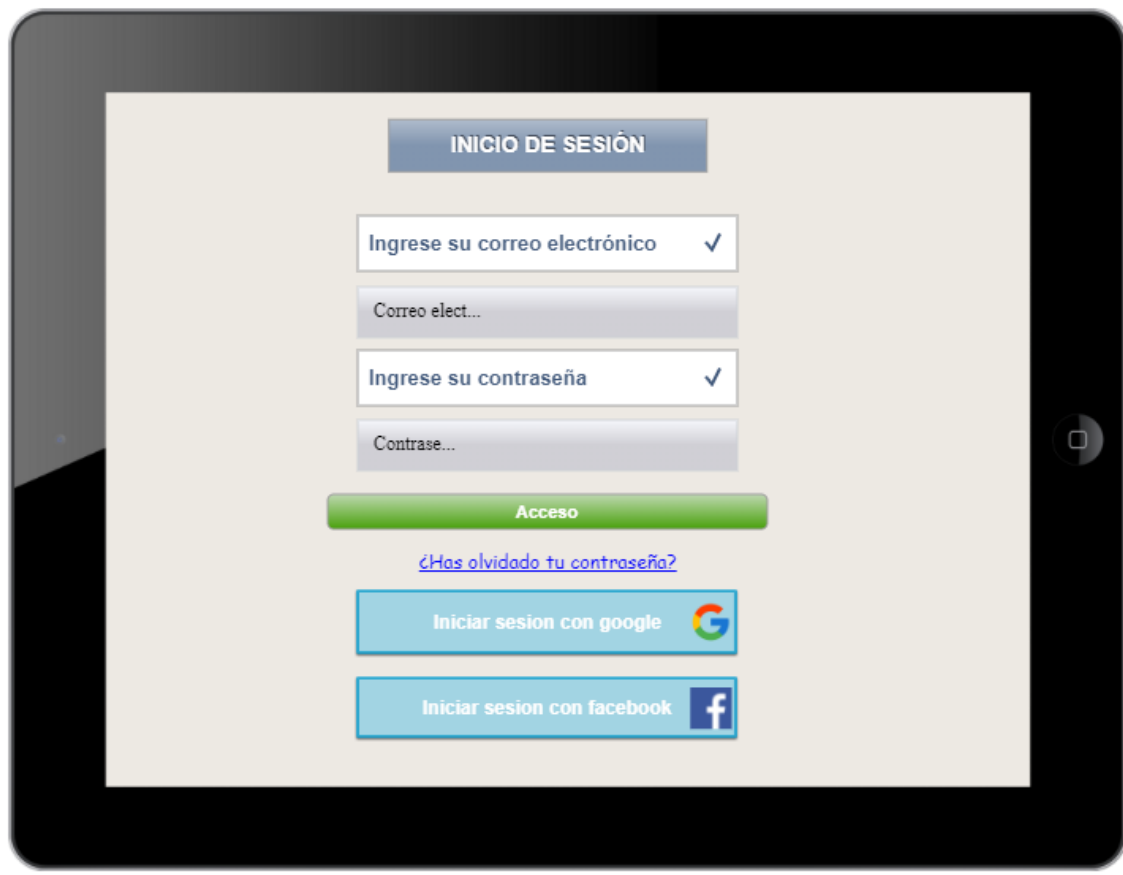 INICIO DE SESIÓN
Ingrese su correo electrónico
Correo elect...
Ingrese su contraseña
Contrase...
Acceso
¿Has olvidado tu contraseña?
Iniciar sesion con google
Iniciar sesion con facebook